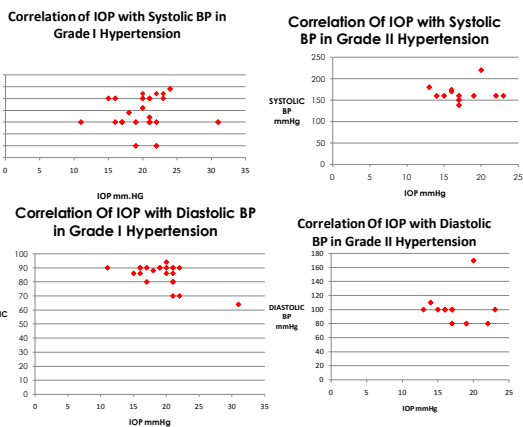 Correlation of IOP with Systolic BP in
Grade I Hypertension
0 5 10 15 20 25 30 35
IOP mm.HG
Correlation Of IOP with Systolic
BP in Grade II Hypertension
250
200
150
100
50
0
SYSTOLIC
BP
mmHg
0 5 10 15 20 25
IOP mmHg
Correlation Of IOP with Diastolic BP
in Grade I Hypertension
100
90
80
70
60
50
40
30
20
10
0
IC
0 5 10 15 20 25 30 35
IOP mmHg
Correlation Of IOP with Diastolic
BP in Grade II Hypertension
180
160
140
120
100
80
60
40
20
0
DIASTOLIC
BP
mmHg
0 5 10 15 20 25
IOP mmHg